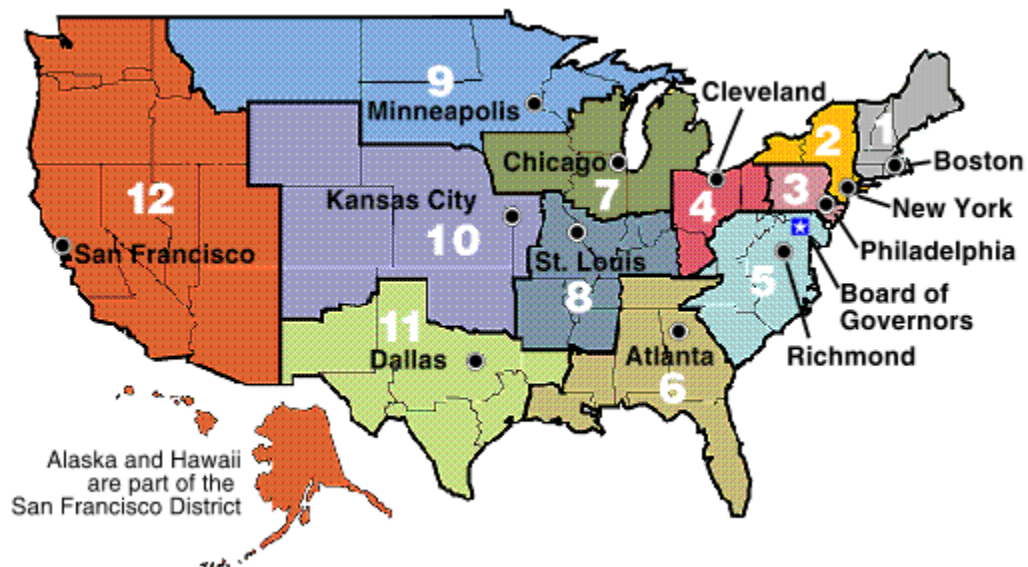 Cleveland
9
Minneapolis
2
1
Chicago
Boston
7
3
12
Kansas City
4
New York
10
San Francisco
Philadelphia
St. Louis
5
8
Board of
Governors
11
Dallas
Atlanta
Richmond
6
Alaska and Hawaii
are part of the
San Francisco District